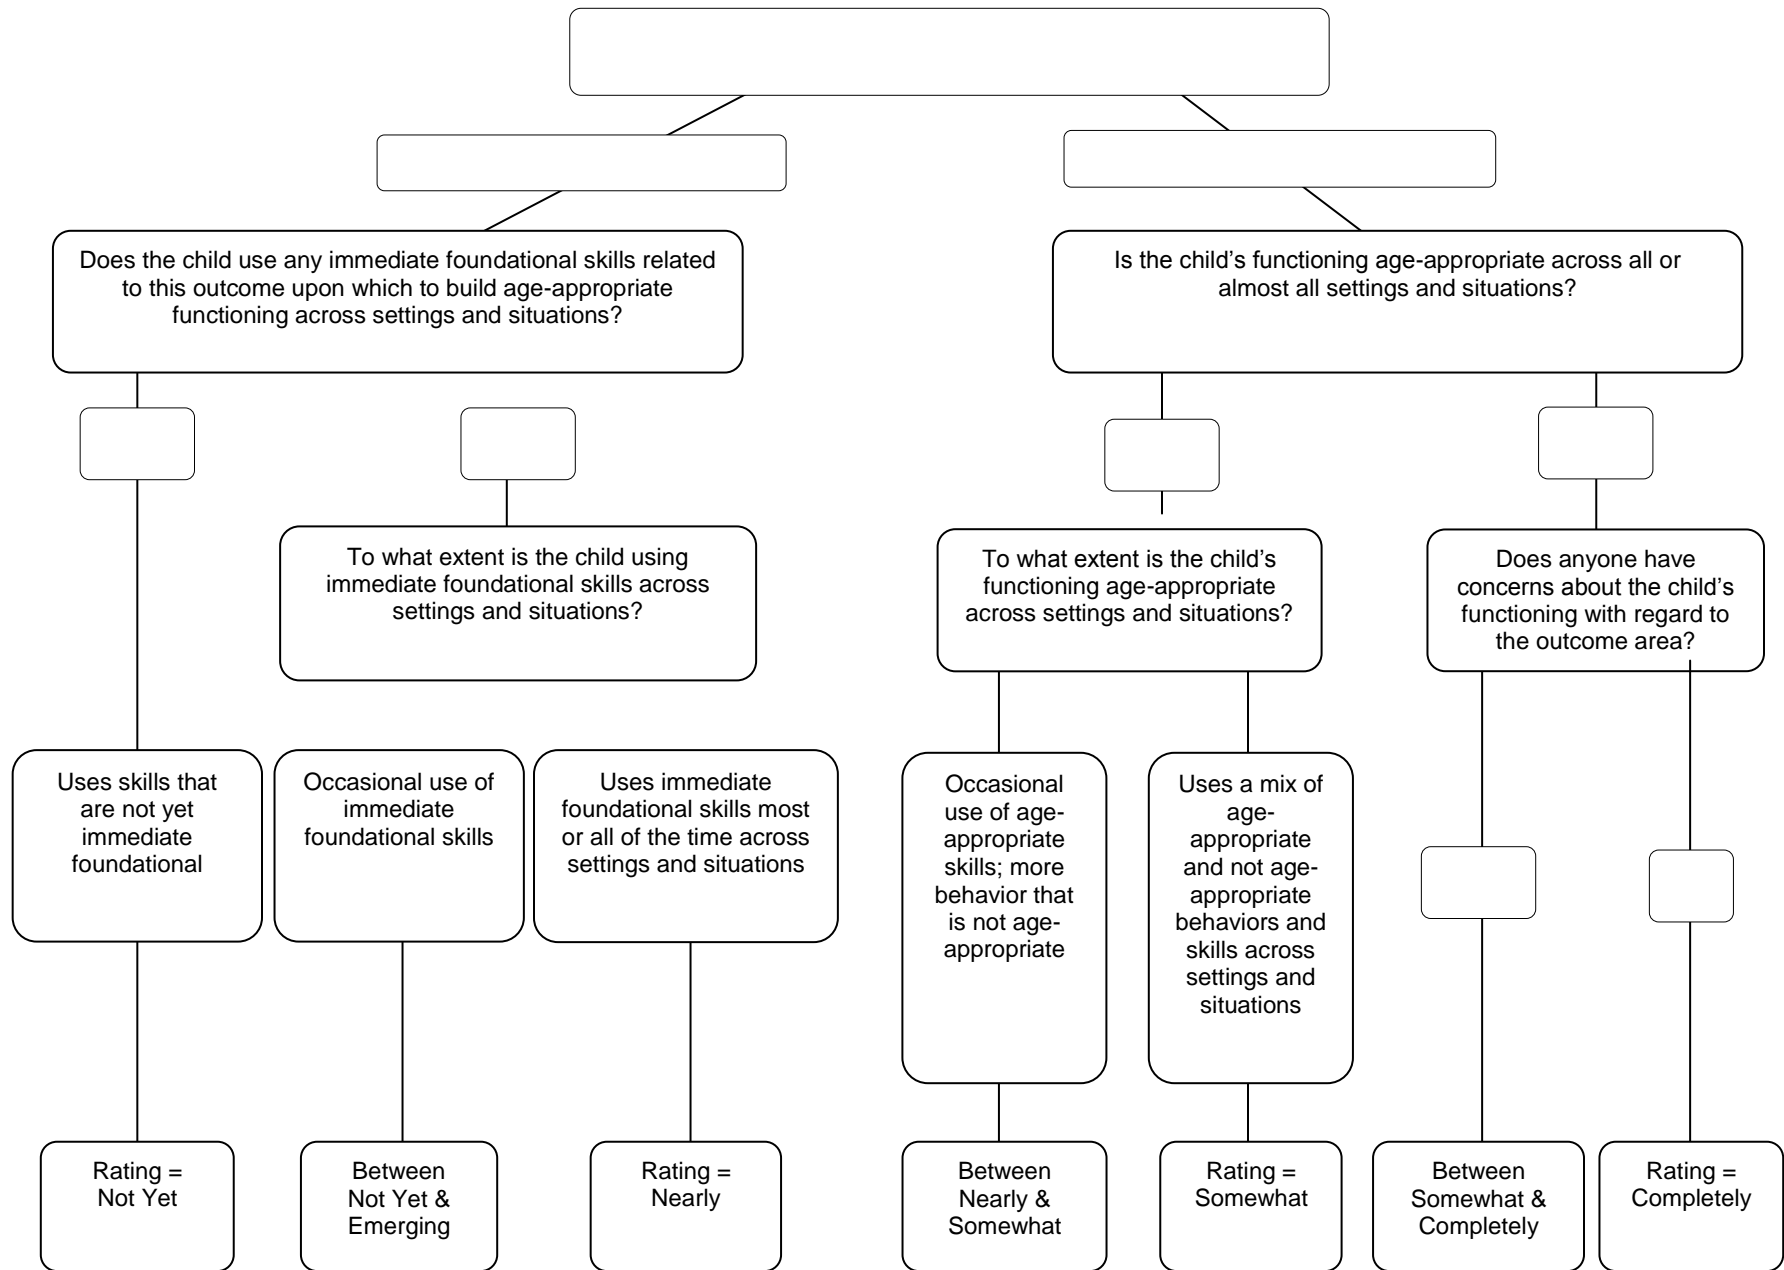 Does the child use any immediate foundational skills related
to this outcome upon which to build age-appropriate
functioning across settings and situations?
Is the child’s functioning age-appropriate across all or
almost all settings and situations?
To what extent is the child using
immediate foundational skills across
settings and situations?
To what extent is the child’s
functioning age-appropriate
across settings and situations?
Does anyone have
concerns about the child’s
functioning with regard to
the outcome area?
Uses skills that
are not yet
immediate
foundational
Occasional use of
immediate
foundational skills
Uses immediate
foundational skills most
or all of the time across
settings and situations
Occasional
use of age-
appropriate
skills; more
behavior that
is not age-
appropriate
Uses a mix of
age-
appropriate
and not age-
appropriate
behaviors and
skills across
settings and
situations
Rating =
Not Yet
Between
Not Yet &
Emerging
Rating =
Nearly
Between
Nearly &
Somewhat
Rating =
Somewhat
Between
Somewhat &
Completely
Rating =
Completely